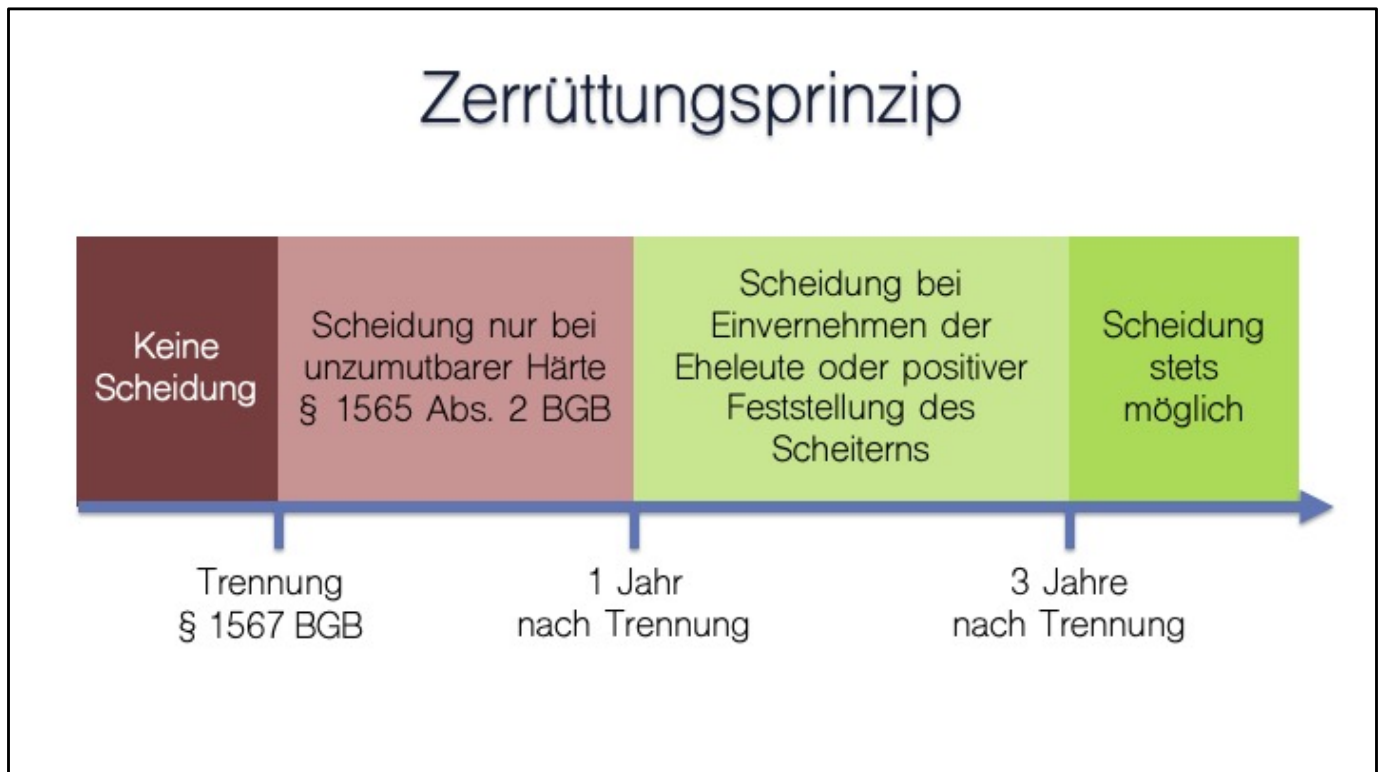 Zerrüttungsprinzip
Keine
Scheidung
Scheidung nur bei
unzumutbarer Härte
§ 1565 Abs. 2 BGB
Scheidung bei
Einvernehmen der
Eheleute oder positiver
Feststellung des
Scheiterns
Scheidung
stets
möglich
Trennung
§ 1567 BGB
1 Jahr
nach Trennung
3 Jahre
nach Trennung